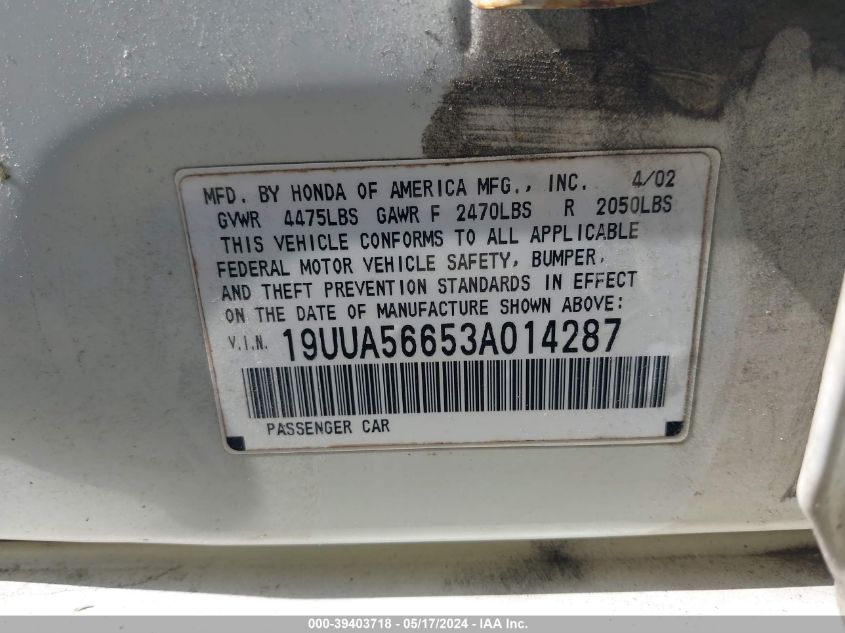 MFD. BY HONDA OF AMERICA MFG., INC. 4/02
GVWR 4475LBS GAWR F 2470LBS R 2050LBS
THIS VEHICLE CONFORMS TO ALL APPLICABLE
FEDERAL MOTOR VEHICLE SAFETY, BUMPER,
AND THEFT PREVENTION STANDARDS IN EFFECT
ON THE DATE OF MANUFACTURE SHOWN ABOVE:
V.I.N. 19UUA56653A014287
PASSENGER CAR
000-39403718 - 05/17/2024 - IAA Inc.